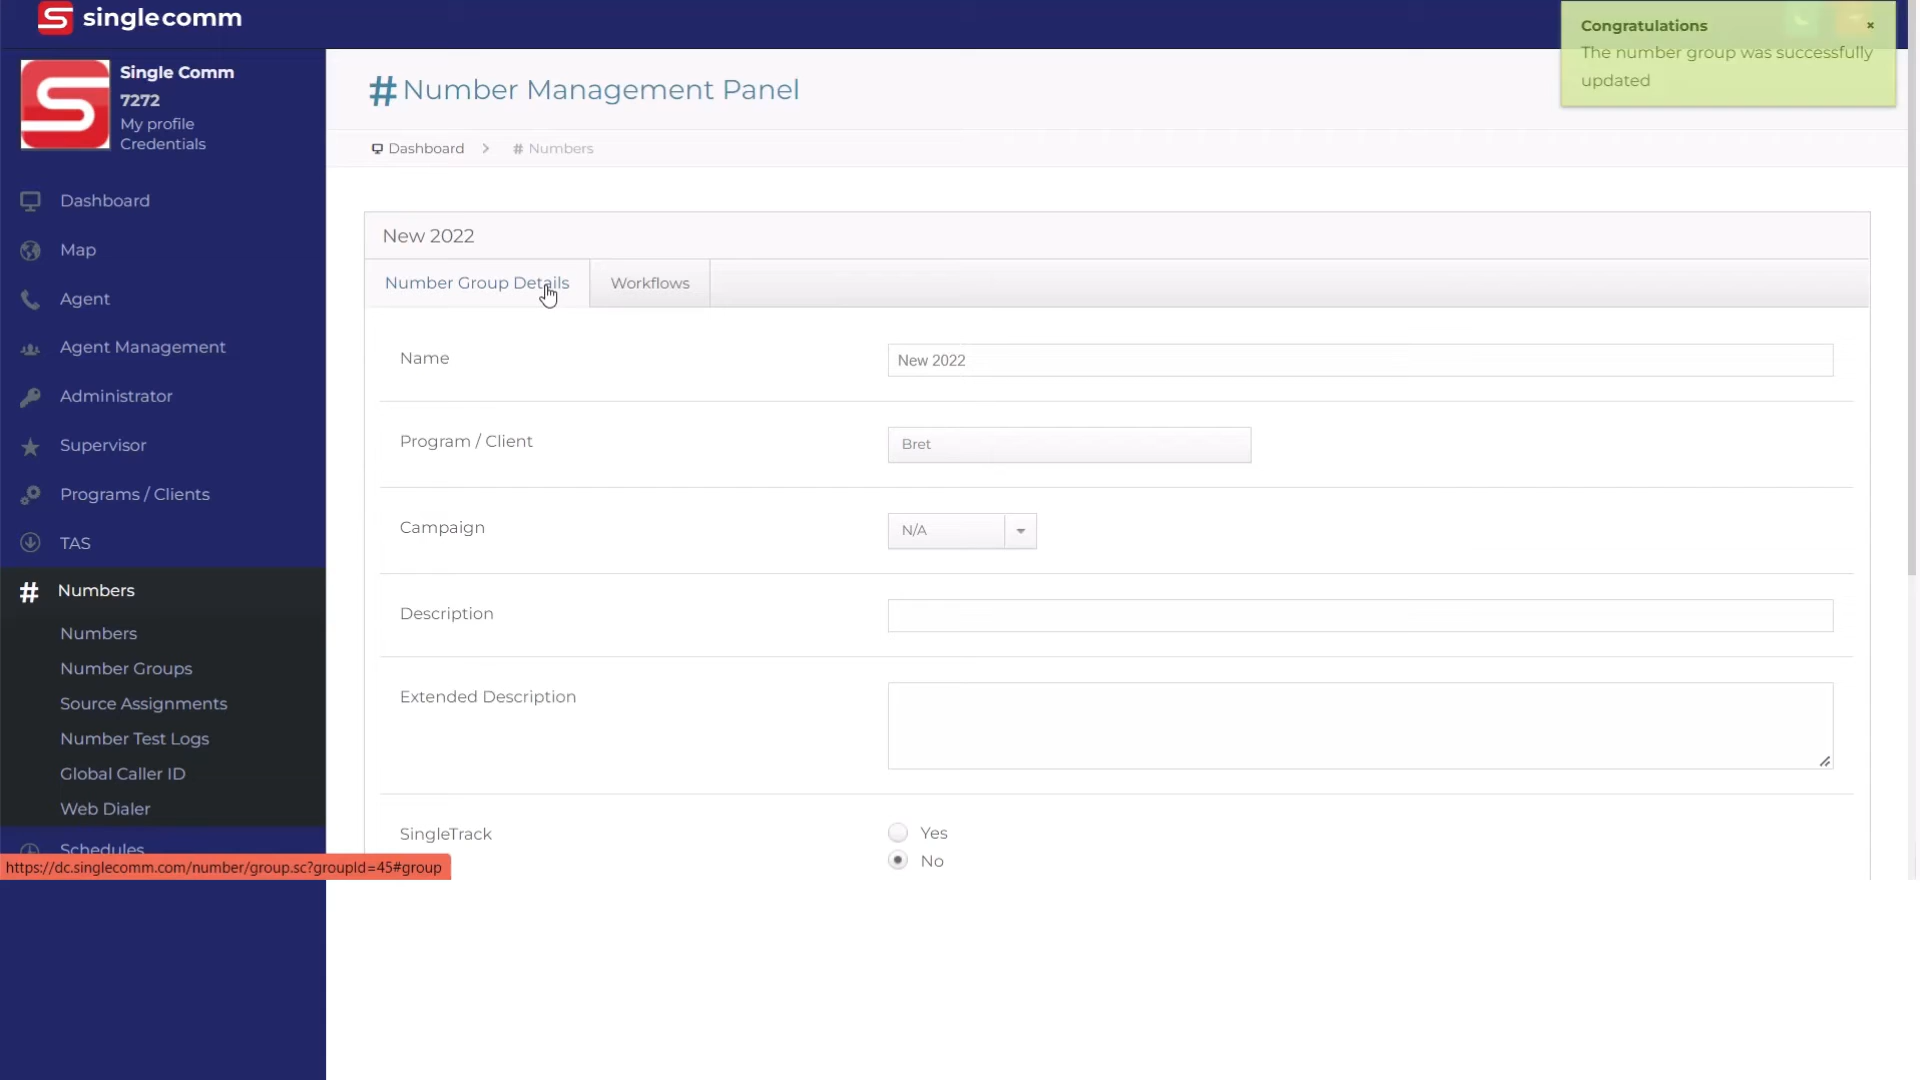 singlecomm
Congratulations ×
The number group was successfully
updated
Single Comm
7272
My profile
Credentials
Number Management Panel
Dashboard > # Numbers
Dashboard
Map
Agent
Agent Management
Administrator
Supervisor
Programs / Clients
TAS
Numbers
Numbers
Number Groups
Source Assignments
Number Test Logs
Global Caller ID
Web Dialer
Schedules
https://dc.singlecomm.com/number/group.sc?groupId=45#group
New 2022
Number Group Details Workflows
Name New 2022
Program / Client Bret
Campaign N/A
Description
Extended Description
SingleTrack Yes
No